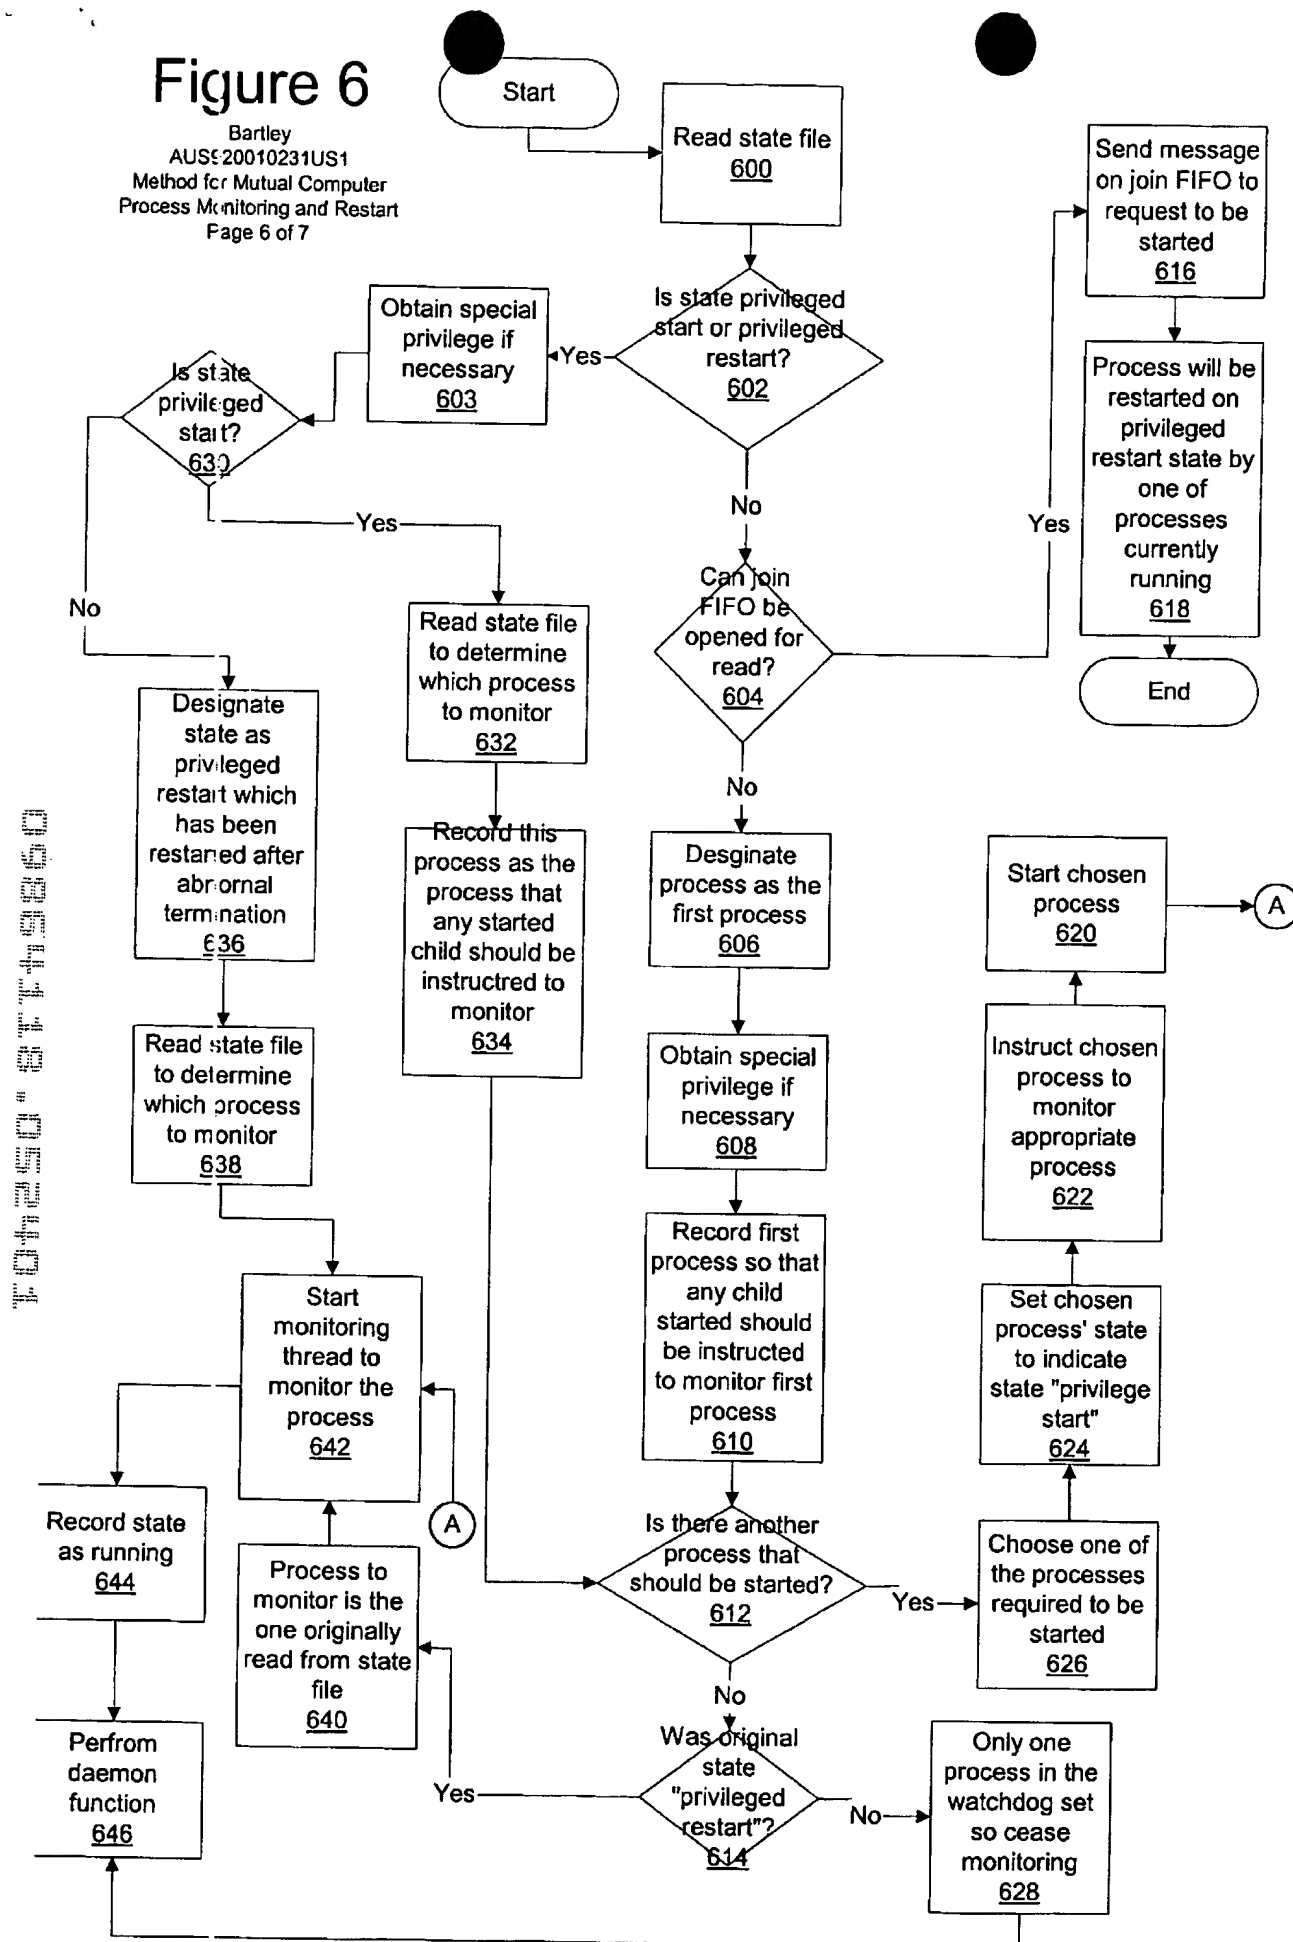 Figure 6
Bartley
AUS920010231US1
Method for Mutual Computer
Process Monitoring and Restart
Page 6 of 7
Start
Read state file
600
Is state privileged
start or privileged
restart?
602
Yes
Obtain special
privilege if
necessary
603
Is state
privileged
start?
630
Yes
No
No
Can join
FIFO be
opened for
read?
604
Yes
Send message
on join FIFO to
request to be
started
616
Process will be
restarted on
privileged
restart state by
one of
processes
currently
running
618
End
Read state file
to determine
which process
to monitor
632
Record this
process as the
process that
any started
child should be
instructred to
monitor
634
Designate
state as
privileged
restart which
has been
restarted after
abnormal
termination
636
Read state file
to determine
which process
to monitor
638
No
Desginate
process as the
first process
606
Obtain special
privilege if
necessary
608
Record first
process so that
any child
started should
be instructed
to monitor first
process
610
Is there another
process that
should be started?
612
Yes
Choose one of
the processes
required to be
started
626
Set chosen
process' state
to indicate
state "privilege
start"
624
Instruct chosen
process to
monitor
appropriate
process
622
Start chosen
process
620
A
No
Was original
state
"privileged
restart"?
614
No
Only one
process in the
watchdog set
so cease
monitoring
628
Yes
Process to
monitor is the
one originally
read from state
file
640
A
Start
monitoring
thread to
monitor the
process
642
Record state
as running
644
Perfrom
daemon
function
646